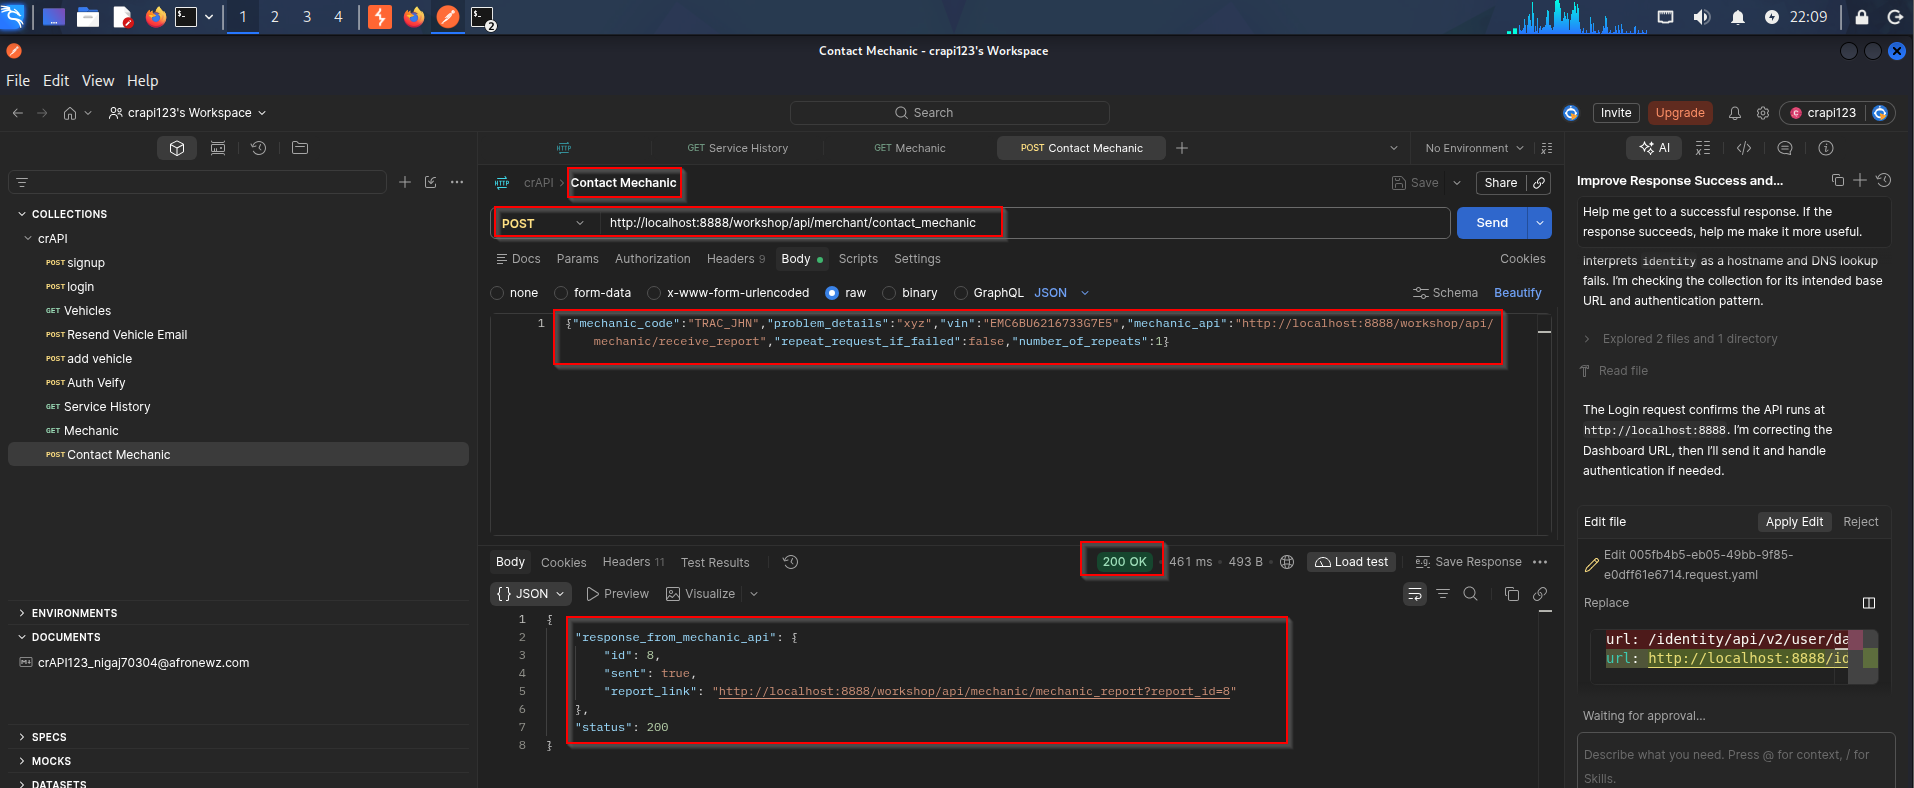 1 2 3 4
2
22:09
Contact Mechanic - crapi123's Workspace
File Edit View Help
crapi123's Workspace
Search
Invite
Upgrade
crapi123
GET Service History
GET Mechanic
POST Contact Mechanic
No Environment
AI
HTTP
crAPI > Contact Mechanic
Save
Share
Improve Response Success and...
COLLECTIONS
crAPI
POST signup
POST login
GET Vehicles
POST Resend Vehicle Email
POST add vehicle
POST Auth Veify
GET Service History
GET Mechanic
POST Contact Mechanic
ENVIRONMENTS
DOCUMENTS
crAPI123_nigaj70304@afronewz.com
SPECS
MOCKS
DATASETS
POST
http://localhost:8888/workshop/api/merchant/contact_mechanic
Send
Docs Params Authorization Headers 9 Body Scripts Settings
Cookies
none form-data x-www-form-urlencoded raw binary GraphQL JSON
Schema Beautify
1 {"mechanic_code":"TRAC_JHN","problem_details":"xyz","vin":"EMC6BU6216733G7E5","mechanic_api":"http://localhost:8888/workshop/api/
mechanic/receive_report","repeat_request_if_failed":false,"number_of_repeats":1}
Body Cookies Headers 11 Test Results
200 OK • 461 ms • 493 B
Load test
e.g. Save Response
{} JSON
Preview
Visualize
1 {
2 "response_from_mechanic_api": {
3 "id": 8,
4 "sent": true,
5 "report_link": "http://localhost:8888/workshop/api/mechanic/mechanic_report?report_id=8"
6 },
7 "status": 200
8 }
Help me get to a successful response. If the
response succeeds, help me make it more useful.
interprets identity as a hostname and DNS lookup
fails. I'm checking the collection for its intended base
URL and authentication pattern.
Explored 2 files and 1 directory
Read file
The Login request confirms the API runs at
http://localhost:8888. I'm correcting the
Dashboard URL, then I'll send it and handle
authentication if needed.
Edit file
Apply Edit
Reject
Edit 005fb4b5-eb05-49bb-9f85-
e0dff61e6714.request.yaml
Replace
url: /identity/api/v2/user/da
url: http://localhost:8888/id
Waiting for approval...
Describe what you need. Press @ for context, / for
Skills.